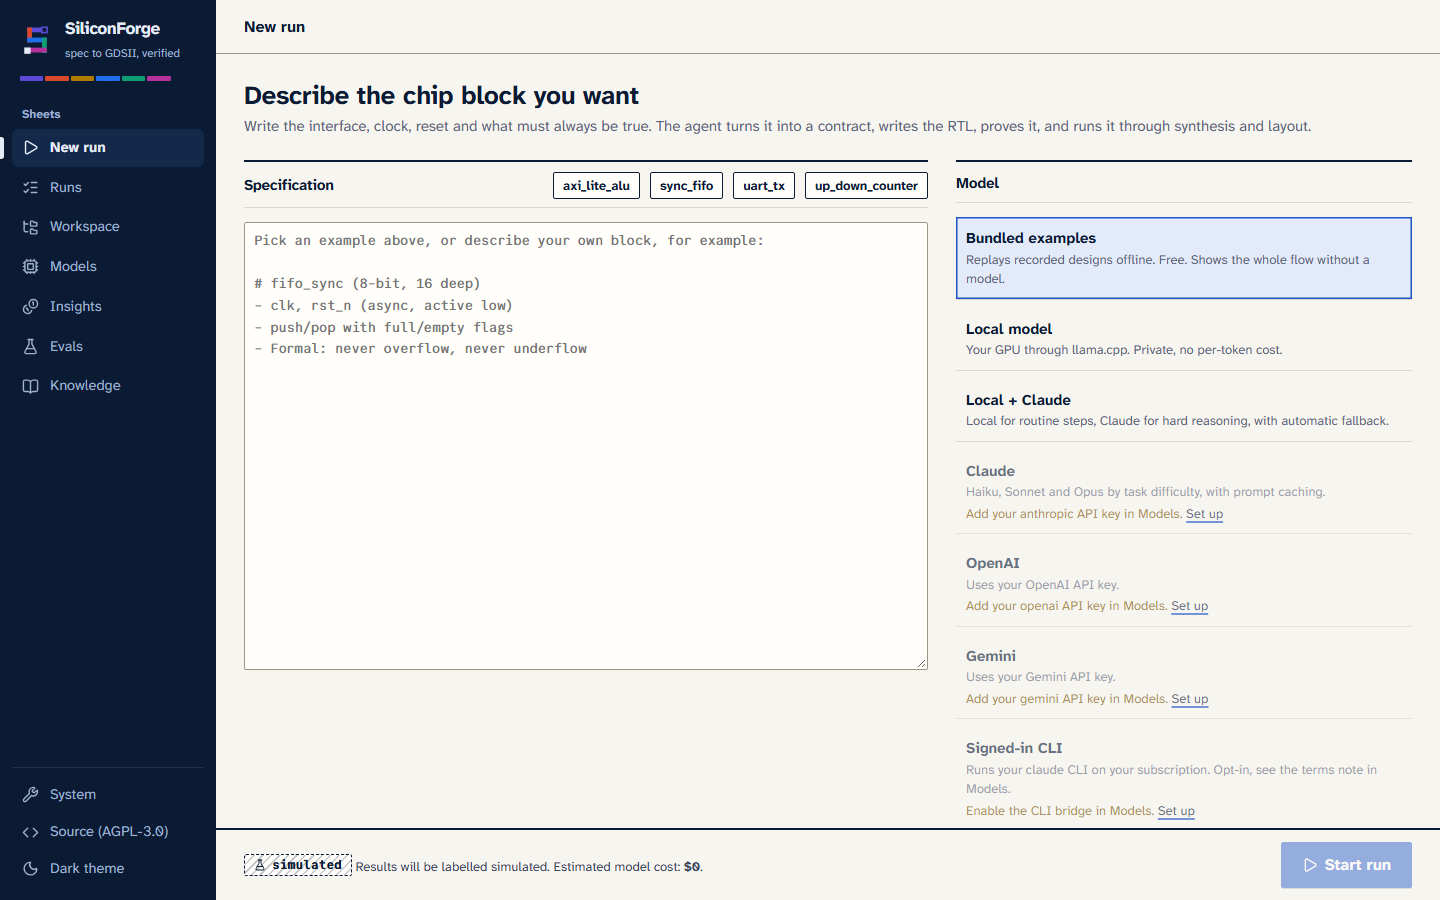 SiliconForge
spec to GDSII, verified
Sheets
New run
Runs
Workspace
Models
Insights
Evals
Knowledge
System
Source (AGPL-3.0)
Dark theme
New run
Describe the chip block you want
Write the interface, clock, reset and what must always be true. The agent turns it into a contract, writes the RTL, proves it, and runs it through synthesis and layout.
Specification
axi_lite_alu
sync_fifo
uart_tx
up_down_counter
Pick an example above, or describe your own block, for example:
# fifo_sync (8-bit, 16 deep)
- clk, rst_n (async, active low)
- push/pop with full/empty flags
- Formal: never overflow, never underflow
Model
Bundled examples
Replays recorded designs offline. Free. Shows the whole flow without a
model.
Local model
Your GPU through llama.cpp. Private, no per-token cost.
Local + Claude
Local for routine steps, Claude for hard reasoning, with automatic fallback.
Claude
Haiku, Sonnet and Opus by task difficulty, with prompt caching.
Add your anthropic API key in Models. Set up
OpenAI
Uses your OpenAI API key.
Add your openai API key in Models. Set up
Gemini
Uses your Gemini API key.
Add your gemini API key in Models. Set up
Signed-in CLI
Runs your claude CLI on your subscription. Opt-in, see the terms note in
Models.
Enable the CLI bridge in Models. Set up
simulated Results will be labelled simulated. Estimated model cost: $0.
Start run